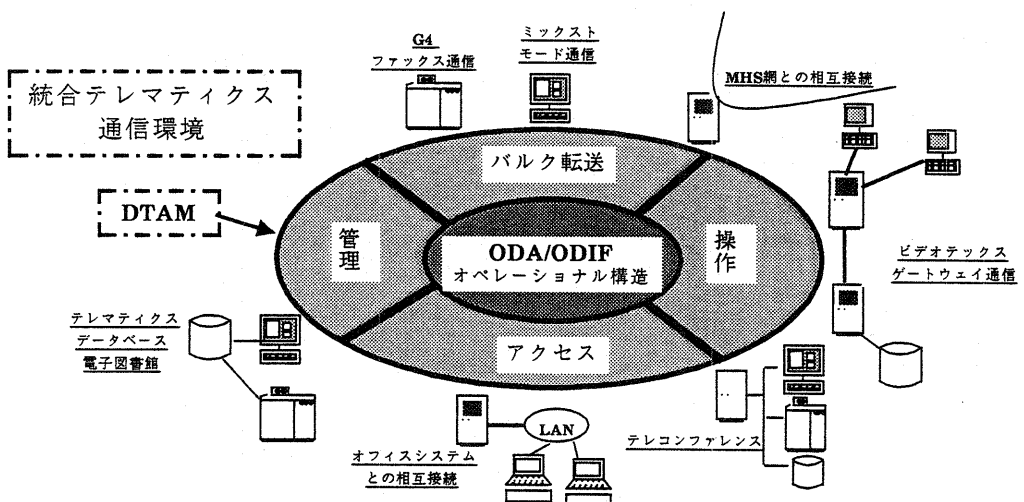 G4
ファックス通信
ミックスト
モード通信
MHS網との相互接続
統合テレマティクス
通信環境
バルク転送
DTAM
管理
ODA/ODIF
オペレーショナル構造
操作
ビデオテックス
ゲートウェイ通信
テレマティクス
データベース
電子図書館
アクセス
LAN
テレコンファレンス
オフィスシステム
との相互接続